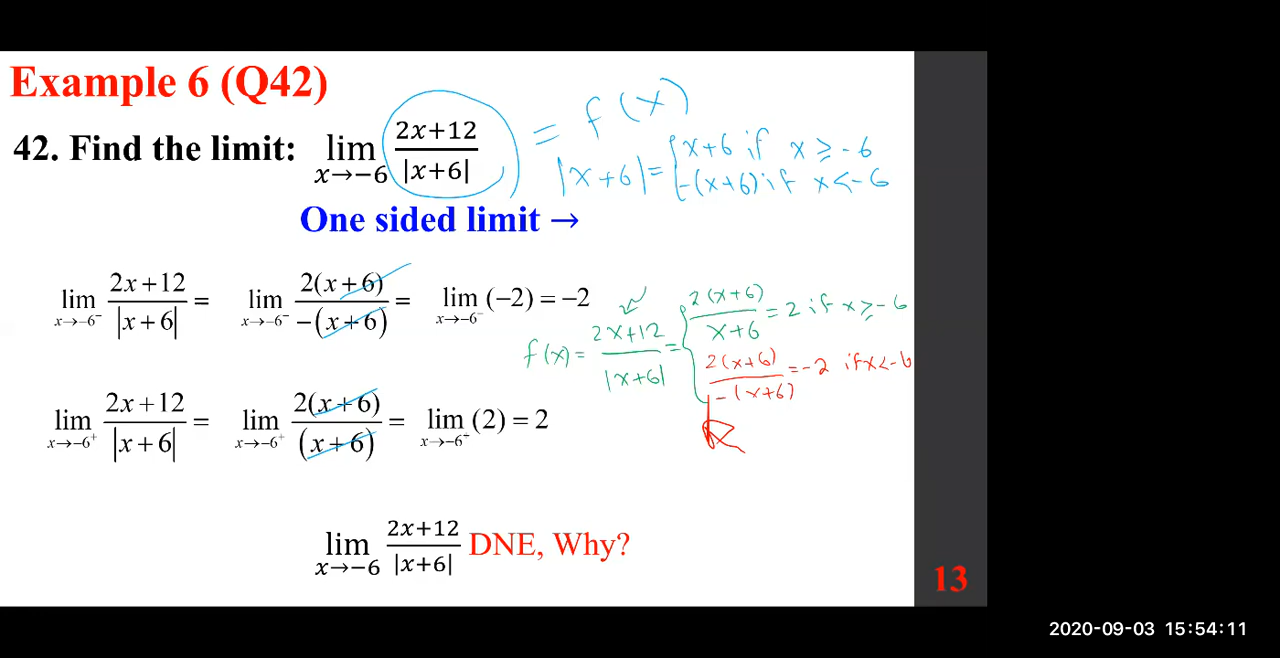 Example 6 (Q42)
42. Find the limit: lim x→−6 (2x+12)/|x+6| = f(x)
|x+6| = { x+6 if x ≥ -6
-(x+6) if x < -6
One sided limit →
lim x→−6⁻ (2x+12)/|x+6| = lim x→−6⁻ 2(x+6)/−(x+6) = lim x→−6⁻ (−2) = −2
f(x) = (2x+12)/|x+6| = { 2(x+6)/(x+6) = 2 if x ≥ -6
2(x+6)/-(x+6) = -2 if x < -6
lim x→−6⁺ (2x+12)/|x+6| = lim x→−6⁺ 2(x+6)/(x+6) = lim x→−6⁺ (2) = 2
lim x→−6 (2x+12)/|x+6| DNE, Why?
13
2020-09-03 15:54:11